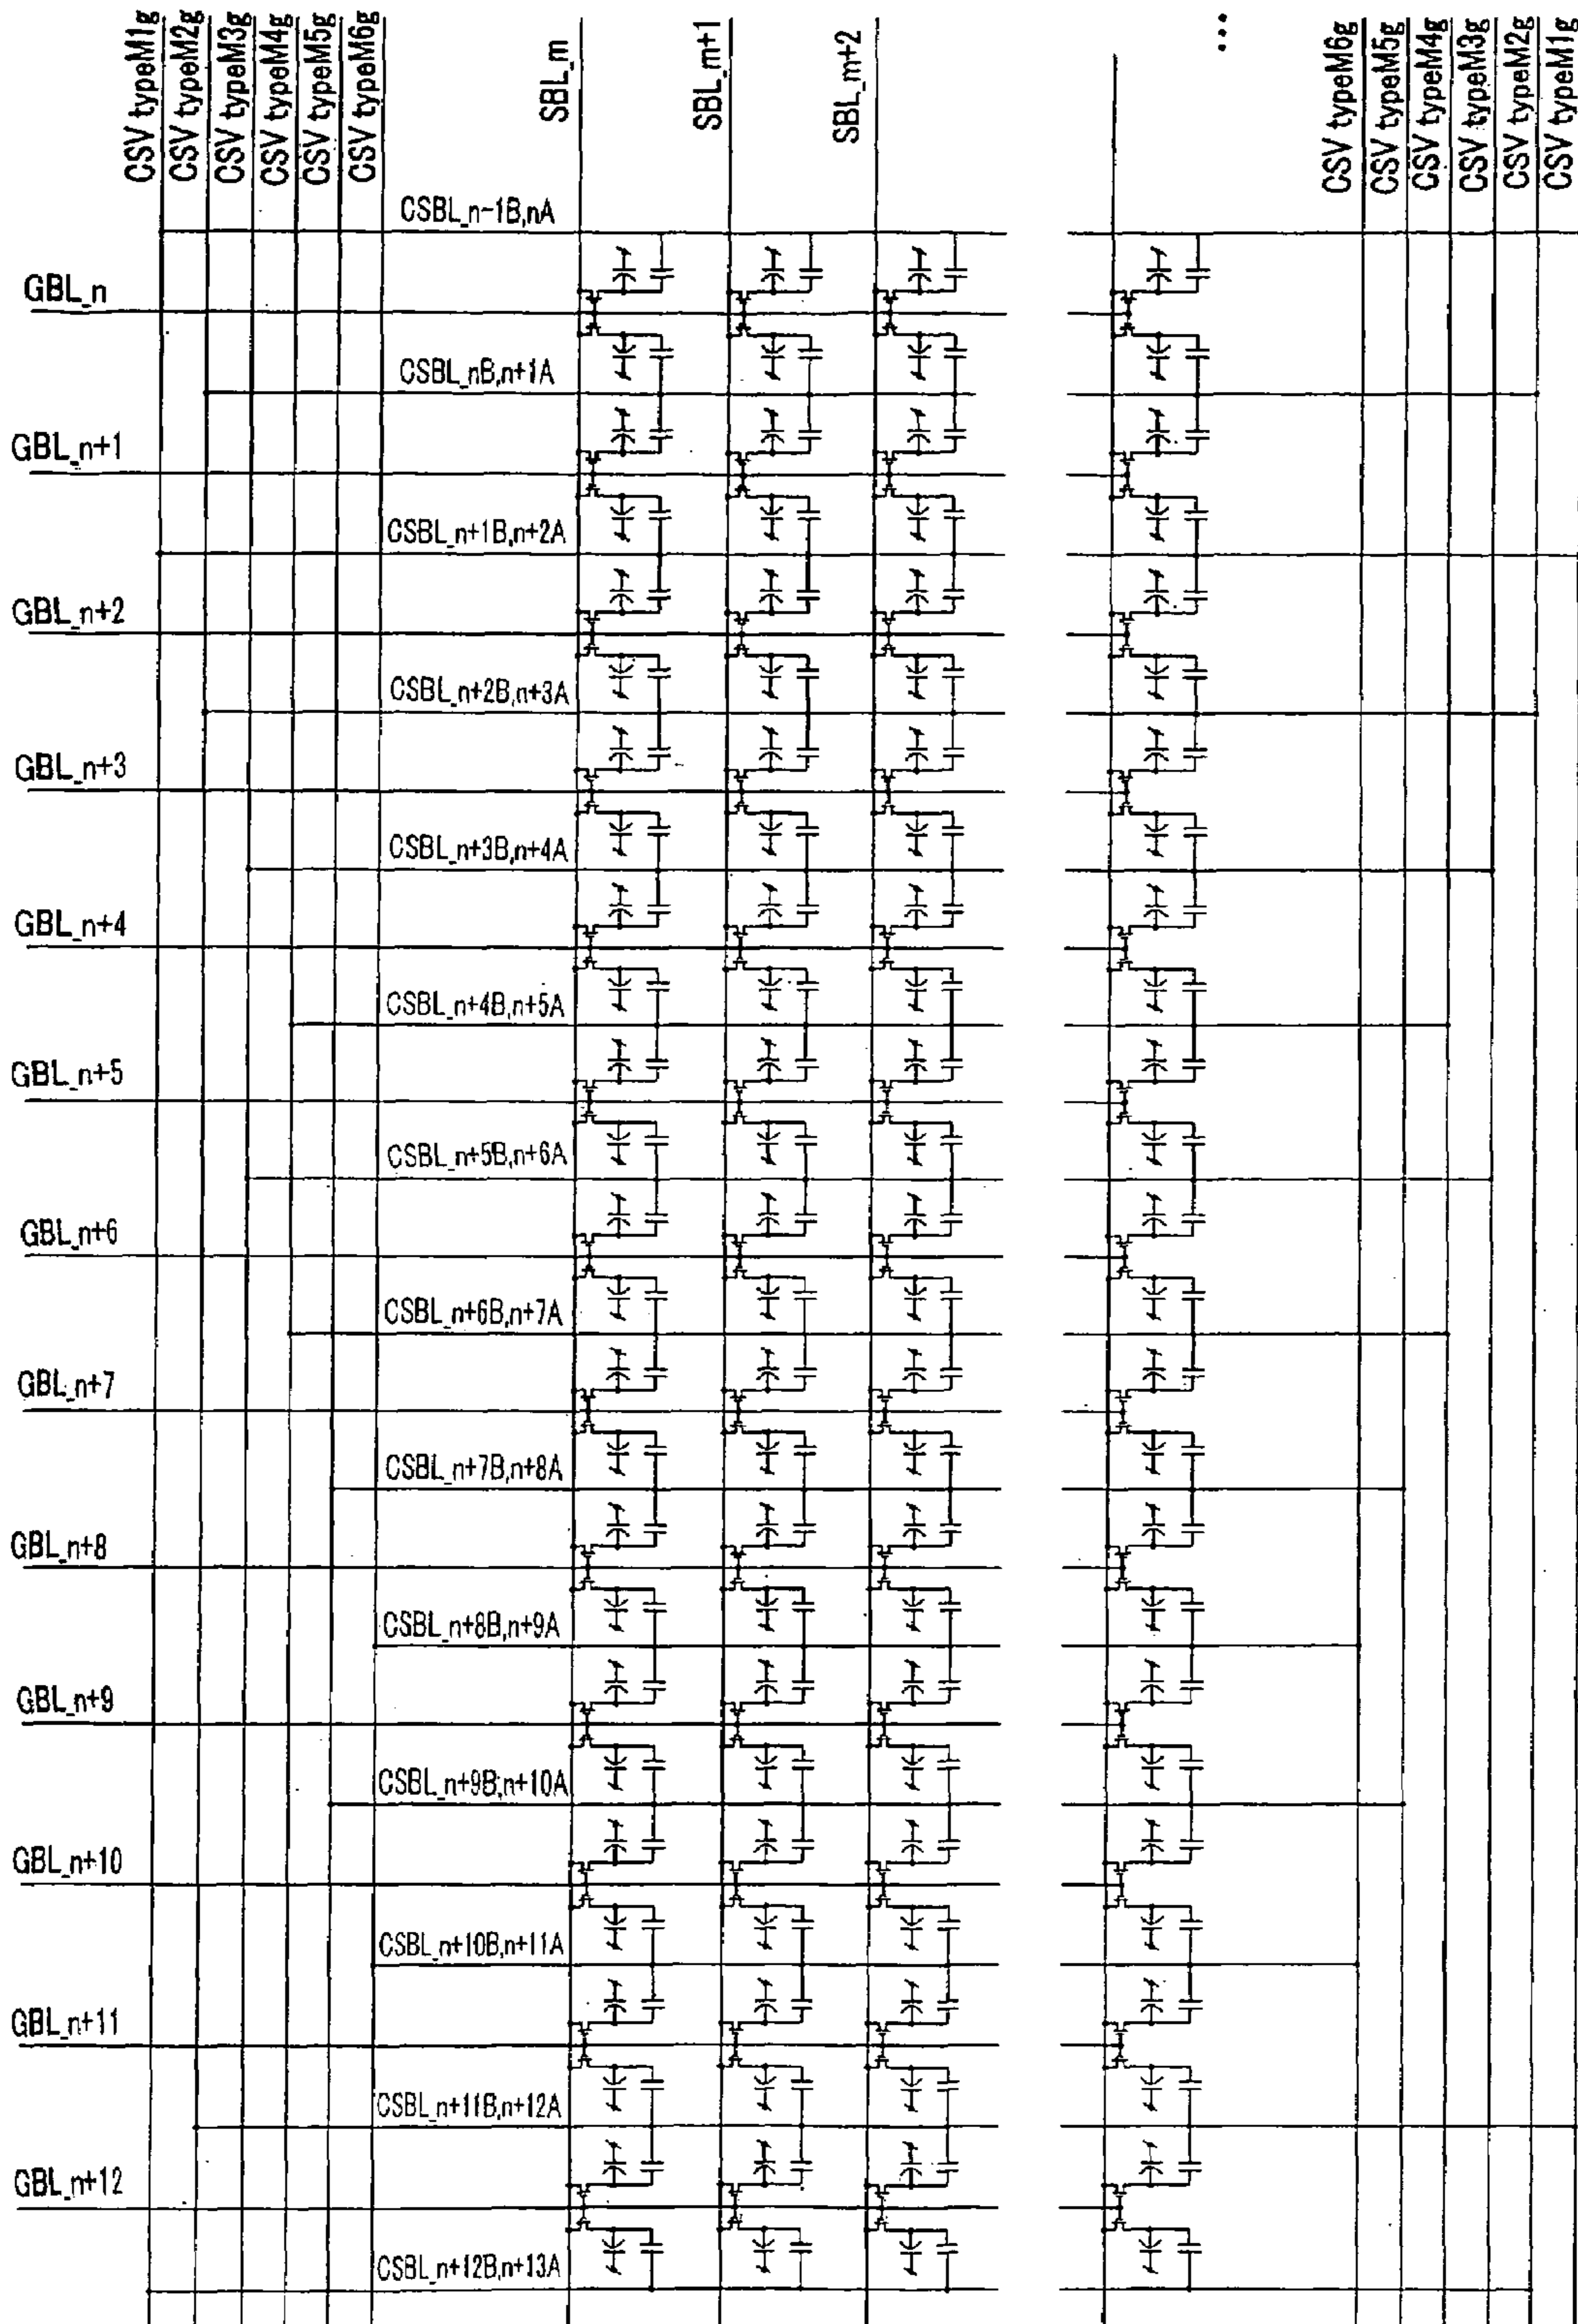 CSV typeM1g
CSV typeM2g
CSV typeM3g
CSV typeM4g
CSV typeM5g
CSV typeM6g
SBL_m
SBL_m+1
SBL_m+2
...
CSV typeM6g
CSV typeM5g
CSV typeM4g
CSV typeM3g
CSV typeM2g
CSV typeM1g
CSBL_n-1B,nA
GBL_n
CSBL_nB,n+1A
GBL_n+1
CSBL_n+1B,n+2A
GBL_n+2
CSBL_n+2B,n+3A
GBL_n+3
CSBL_n+3B,n+4A
GBL_n+4
CSBL_n+4B,n+5A
GBL_n+5
CSBL_n+5B,n+6A
GBL_n+6
CSBL_n+6B,n+7A
GBL_n+7
CSBL_n+7B,n+8A
GBL_n+8
CSBL_n+8B,n+9A
GBL_n+9
CSBL_n+9B,n+10A
GBL_n+10
CSBL_n+10B,n+11A
GBL_n+11
CSBL_n+11B,n+12A
GBL_n+12
CSBL_n+12B,n+13A